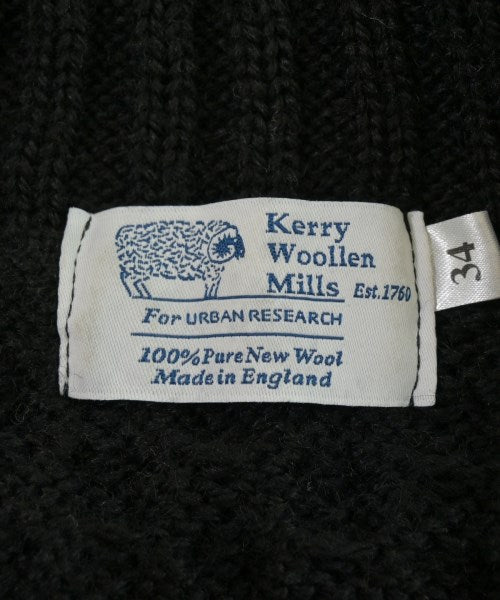 Kerry
Woollen
Mills Est.1760
For URBAN RESEARCH
100% Pure New Wool
Made in England
34